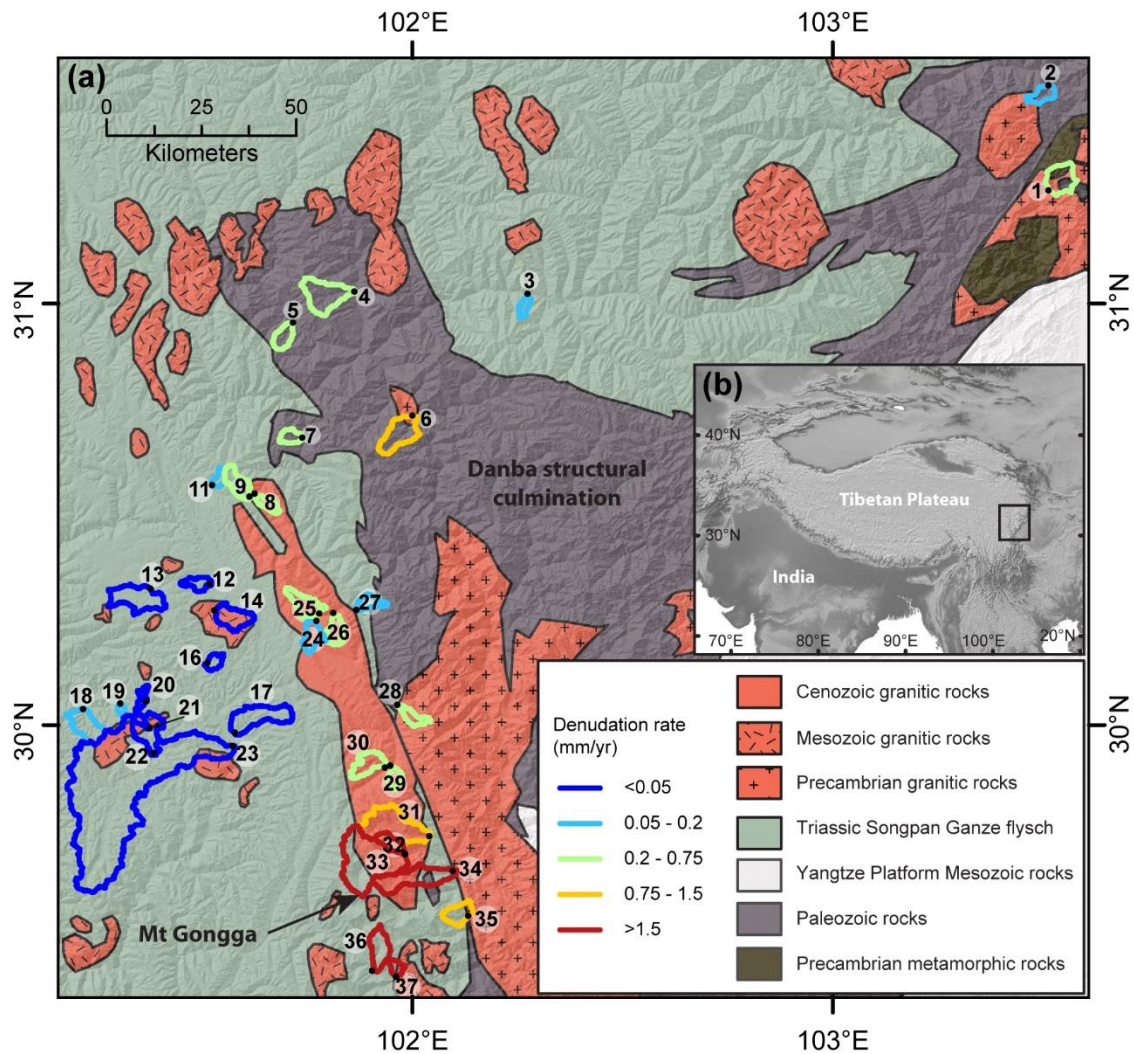 102°E
103°E
(a)
0
25
50
Kilometers
31°N
31°N
30°N
30°N
1
2
3
4
5
6
7
8
9
11
12
13
14
16
17
18
19
20
21
22
23
24
25
26
27
28
29
30
31
32
33
34
35
36
37
Danba structural
culmination
Mt Gongga
(b)
40°N
30°N
Tibetan Plateau
India
70°E
80°E
90°E
100°E
20°N
Denudation rate
(mm/yr)
<0.05
0.05 - 0.2
0.2 - 0.75
0.75 - 1.5
>1.5
Cenozoic granitic rocks
Mesozoic granitic rocks
Precambrian granitic rocks
Triassic Songpan Ganze flysch
Yangtze Platform Mesozoic rocks
Paleozoic rocks
Precambrian metamorphic rocks
102°E
103°E